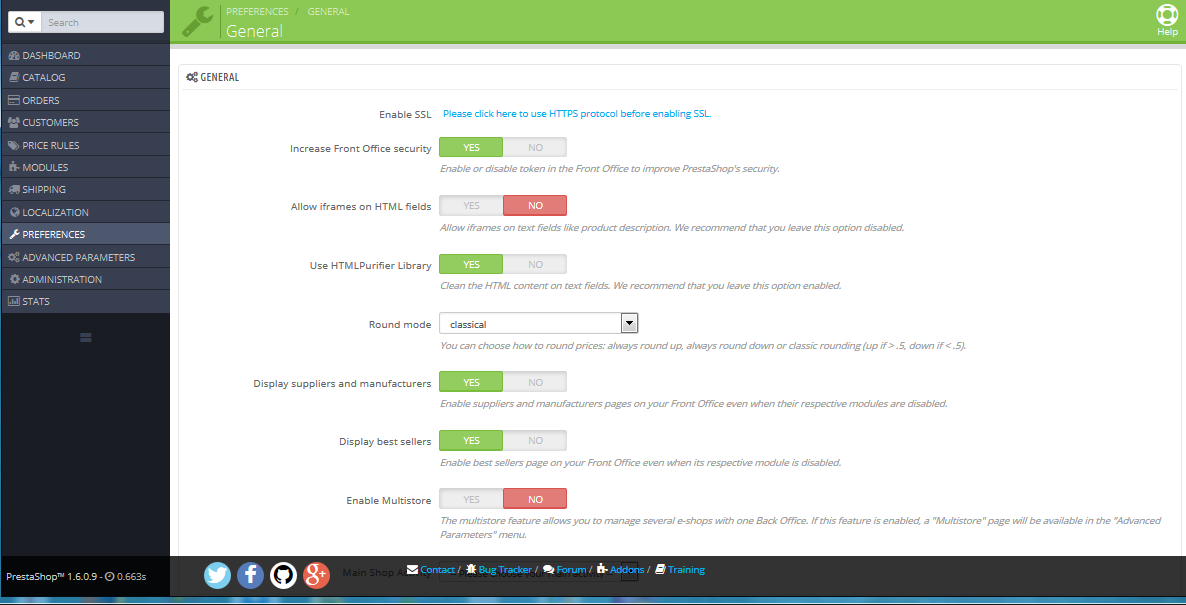 Search
PREFERENCES / GENERAL
General
Help
DASHBOARD
CATALOG
ORDERS
CUSTOMERS
PRICE RULES
MODULES
SHIPPING
LOCALIZATION
PREFERENCES
ADVANCED PARAMETERS
ADMINISTRATION
STATS
GENERAL
Enable SSL Please click here to use HTTPS protocol before enabling SSL.
Increase Front Office security YES NO
Enable or disable token in the Front Office to improve PrestaShop's security.
Allow iframes on HTML fields YES NO
Allow iframes on text fields like product description. We recommend that you leave this option disabled.
Use HTMLPurifier Library YES NO
Clean the HTML content on text fields. We recommend that you leave this option enabled.
Round mode classical
You can choose how to round prices: always round up, always round down or classic rounding (up if > .5, down if < .5).
Display suppliers and manufacturers YES NO
Enable suppliers and manufacturers pages on your Front Office even when their respective modules are disabled.
Display best sellers YES NO
Enable best sellers page on your Front Office even when its respective module is disabled.
Enable Multistore YES NO
The multistore feature allows you to manage several e-shops with one Back Office. If this feature is enabled, a "Multistore" page will be available in the "Advanced
Parameters" menu.
PrestaShop™ 1.6.0.9 - 0.663s
g+
Main Shop Activity -- Please choose your main activity --
Contact / Bug Tracker / Forum / Addons / Training